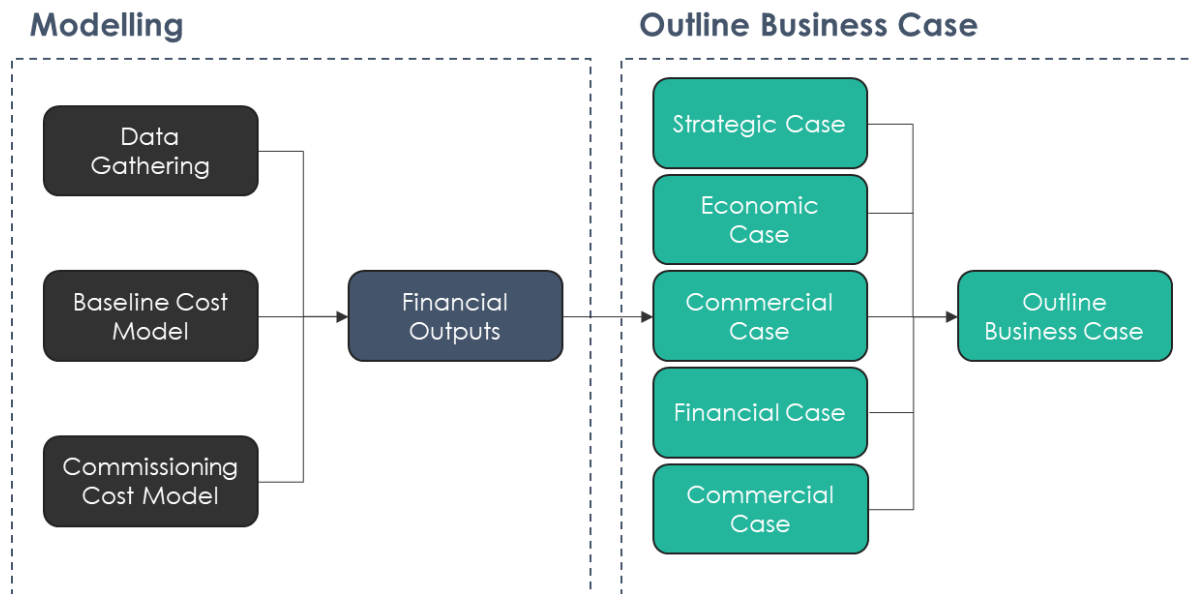 Modelling
Data
Gathering
Baseline Cost
Model
Commissioning
Cost Model
Financial
Outputs
Outline Business Case
Strategic Case
Economic
Case
Commercial
Case
Financial Case
Commercial
Case
Outline
Business Case